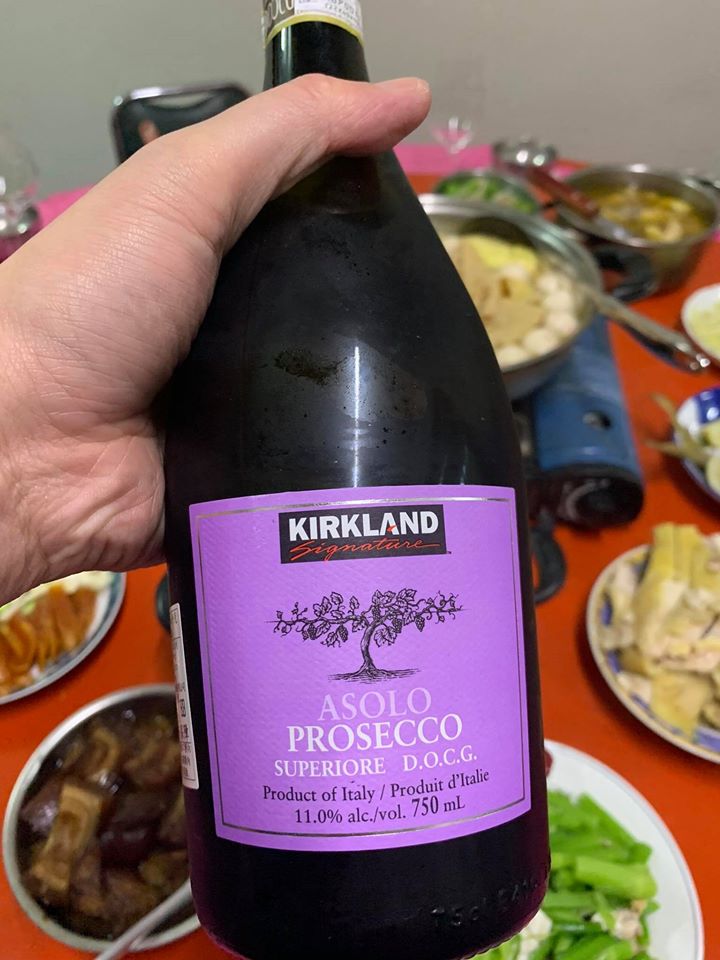 KIRKLAND
Signature
ASOLO
PROSECCO
SUPERIORE D.O.C.G.
Product of Italy / Produit d'Italie
11.0% alc./vol. 750 mL